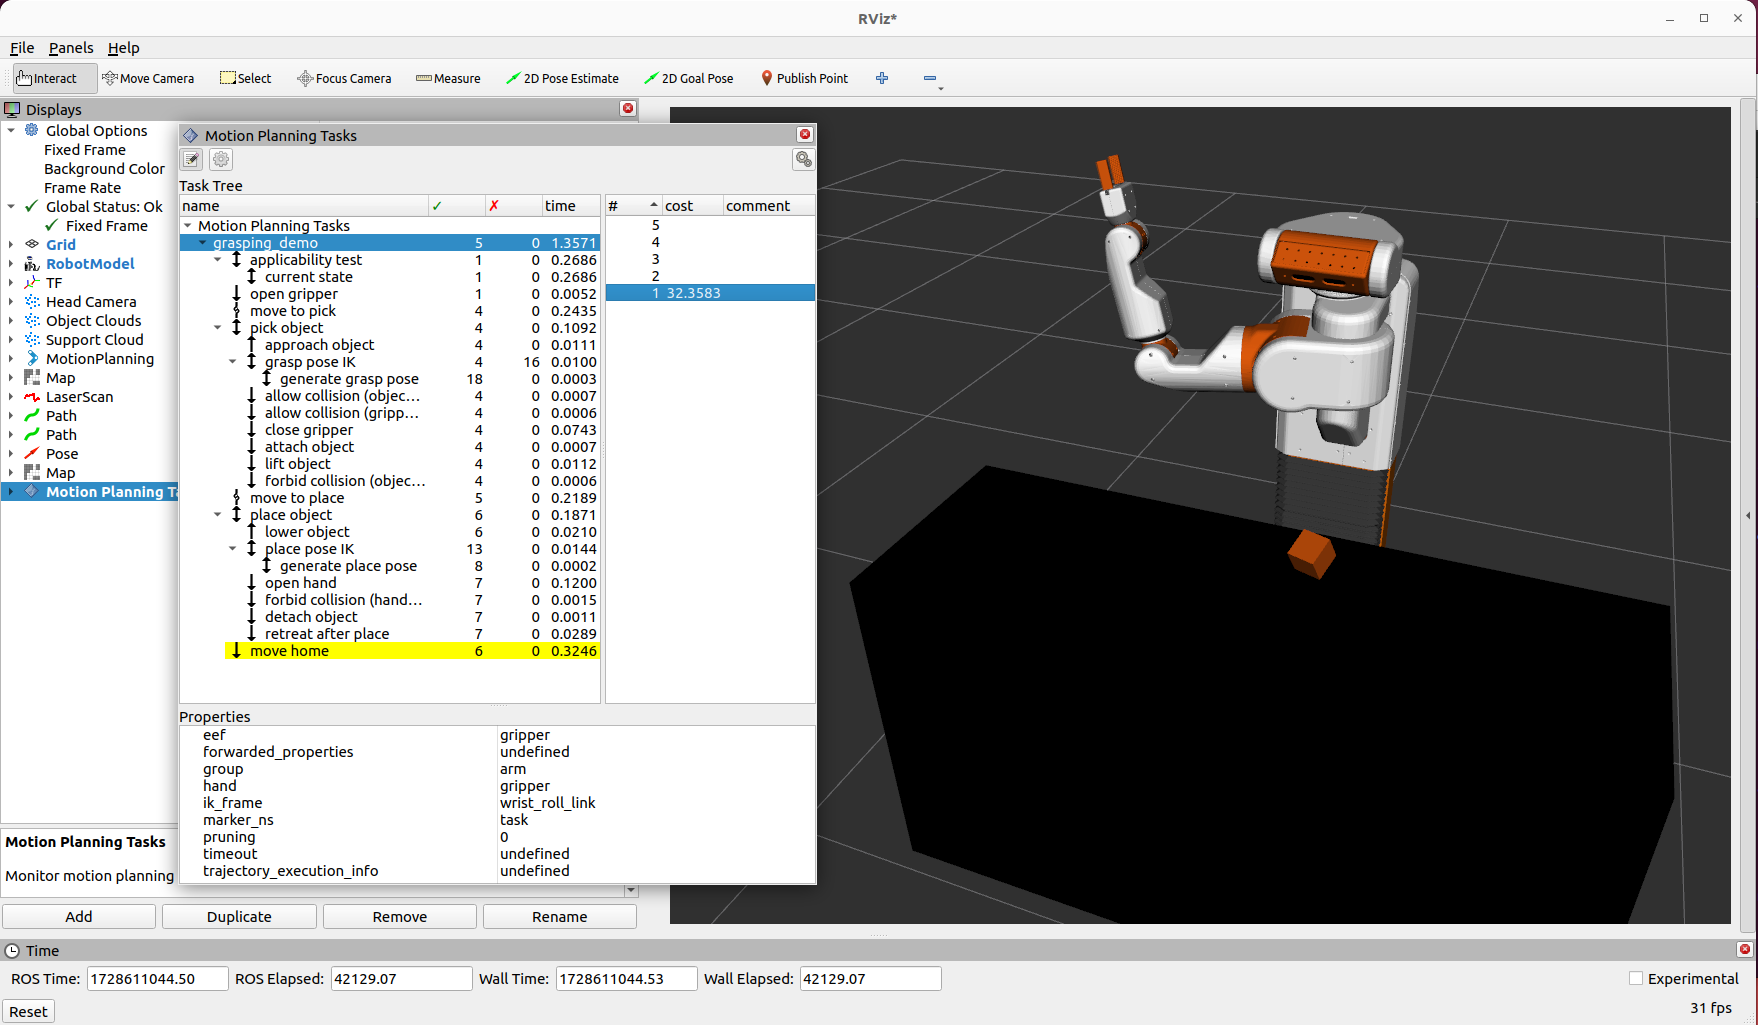 RViz*
File Panels Help
Interact Move Camera Select Focus Camera Measure 2D Pose Estimate 2D Goal Pose Publish Point
Displays
Global Options
Fixed Frame
Background Color
Frame Rate
Global Status: Ok
Fixed Frame
Grid
RobotModel
TF
Head Camera
Object Clouds
Support Cloud
MotionPlanning
Map
LaserScan
Path
Path
Pose
Map
Motion Planning Ta
Motion Planning Tasks
Monitor motion planning
Add Duplicate Remove Rename
Motion Planning Tasks
Task Tree
name ✓ ✗ time
Motion Planning Tasks
grasping_demo 5 0 1.3571
applicability test 1 0 0.2686
current state 1 0 0.2686
open gripper 1 0 0.0052
move to pick 4 0 0.2435
pick object 4 0 0.1092
approach object 4 0 0.0111
grasp pose IK 4 16 0.0100
generate grasp pose 18 0 0.0003
allow collision (objec... 4 0 0.0007
allow collision (gripp... 4 0 0.0006
close gripper 4 0 0.0743
attach object 4 0 0.0007
lift object 4 0 0.0112
forbid collision (objec... 4 0 0.0006
move to place 5 0 0.2189
place object 6 0 0.1871
lower object 6 0 0.0210
place pose IK 13 0 0.0144
generate place pose 8 0 0.0002
open hand 7 0 0.1200
forbid collision (hand... 7 0 0.0015
detach object 7 0 0.0011
retreat after place 7 0 0.0289
move home 6 0 0.3246
# cost comment
5
4
3
2
1 32.3583
Properties
eef gripper
forwarded_properties undefined
group arm
hand gripper
ik_frame wrist_roll_link
marker_ns task
pruning 0
timeout undefined
trajectory_execution_info undefined
Time
ROS Time: 1728611044.50 ROS Elapsed: 42129.07 Wall Time: 1728611044.53 Wall Elapsed: 42129.07 Experimental
Reset 31 fps